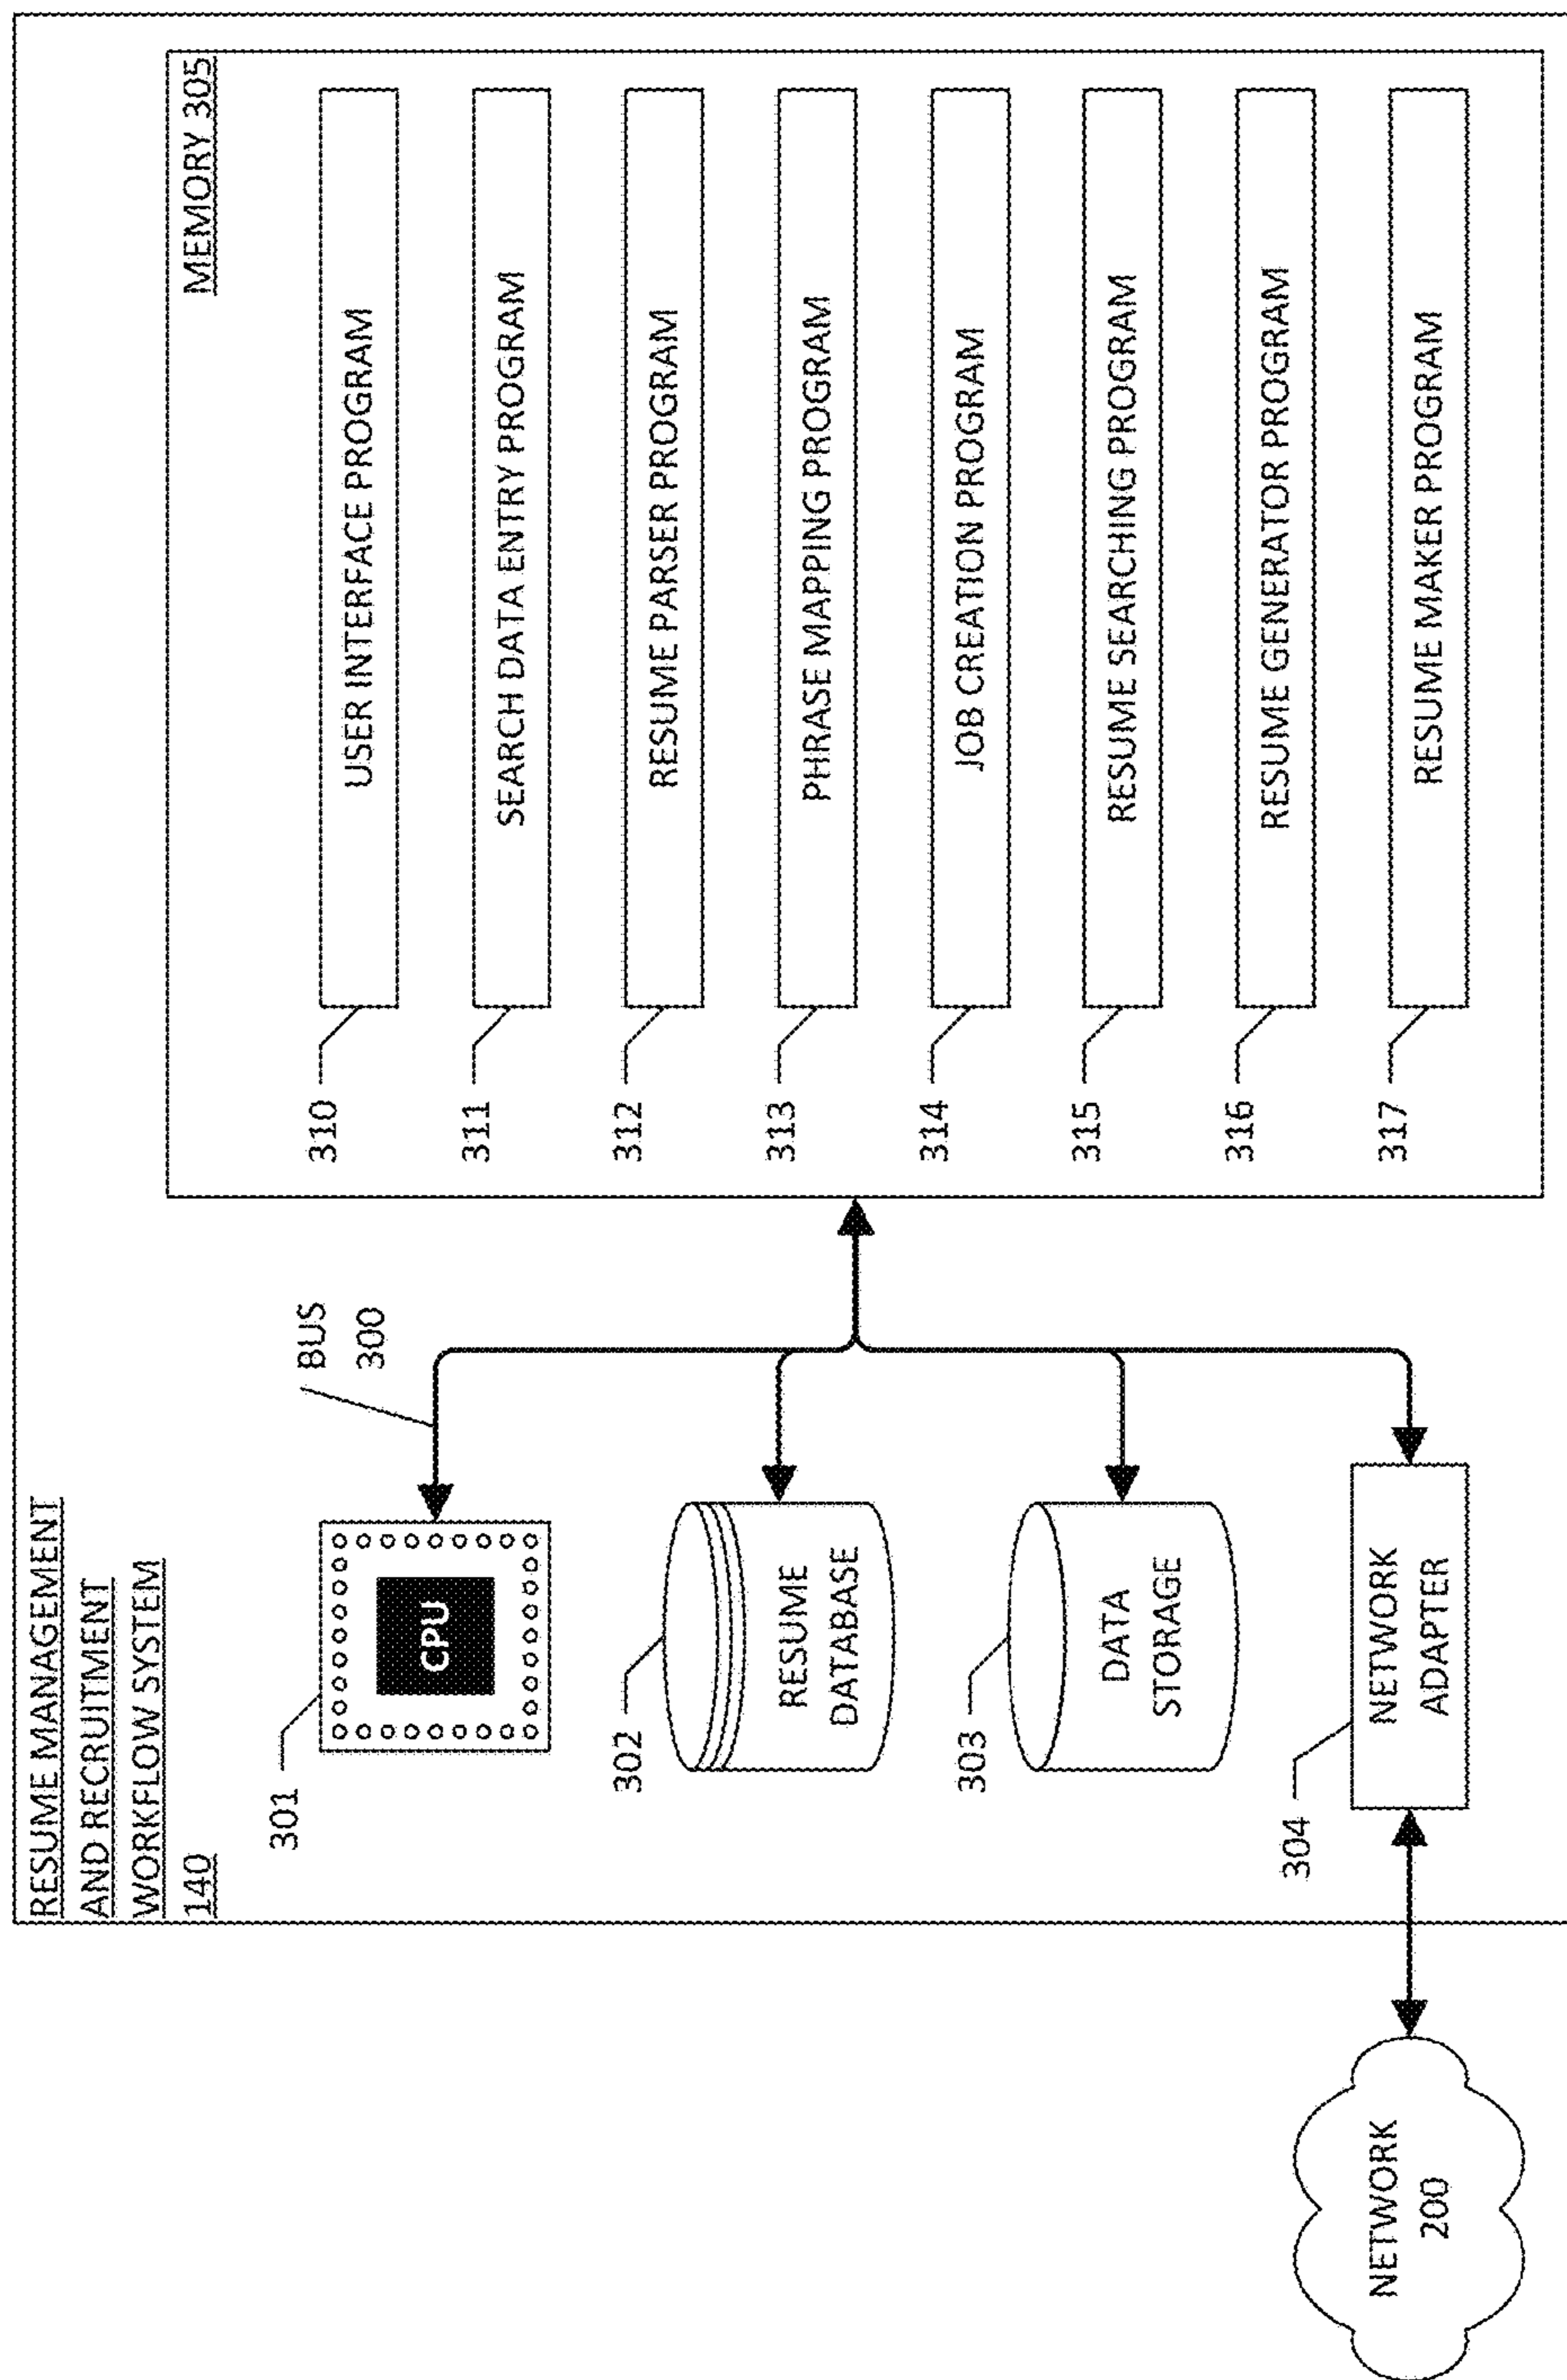 RESUME MANAGEMENT
AND RECRUITMENT
WORKFLOW SYSTEM
140
MEMORY 305
BUS
300
301
CPU
302
RESUME
DATABASE
303
DATA
STORAGE
304
NETWORK
ADAPTER
NETWORK
200
310
USER INTERFACE PROGRAM
311
SEARCH DATA ENTRY PROGRAM
312
RESUME PARSER PROGRAM
313
PHRASE MAPPING PROGRAM
314
JOB CREATION PROGRAM
315
RESUME SEARCHING PROGRAM
316
RESUME GENERATOR PROGRAM
317
RESUME MAKER PROGRAM